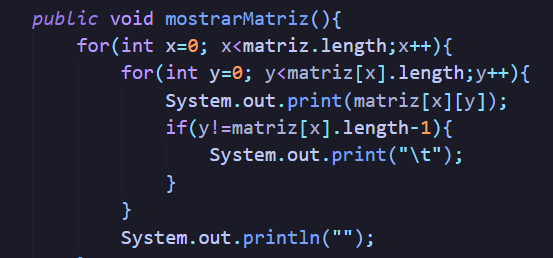 public void mostrarMatriz(){
for(int x=0; x<matriz.length;x++){
for(int y=0; y<matriz[x].length;y++){
System.out.print(matriz[x][y]);
if(y!=matriz[x].length-1){
System.out.print("\t");
}
}
System.out.println("");